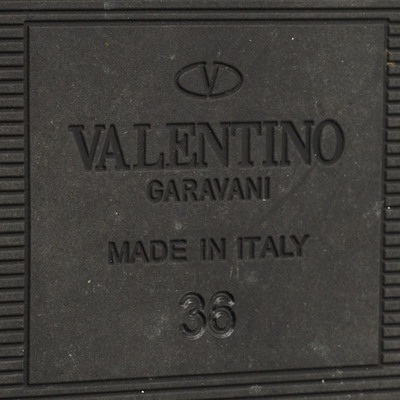 V
VALENTINO
GARAVANI
MADE IN ITALY
36